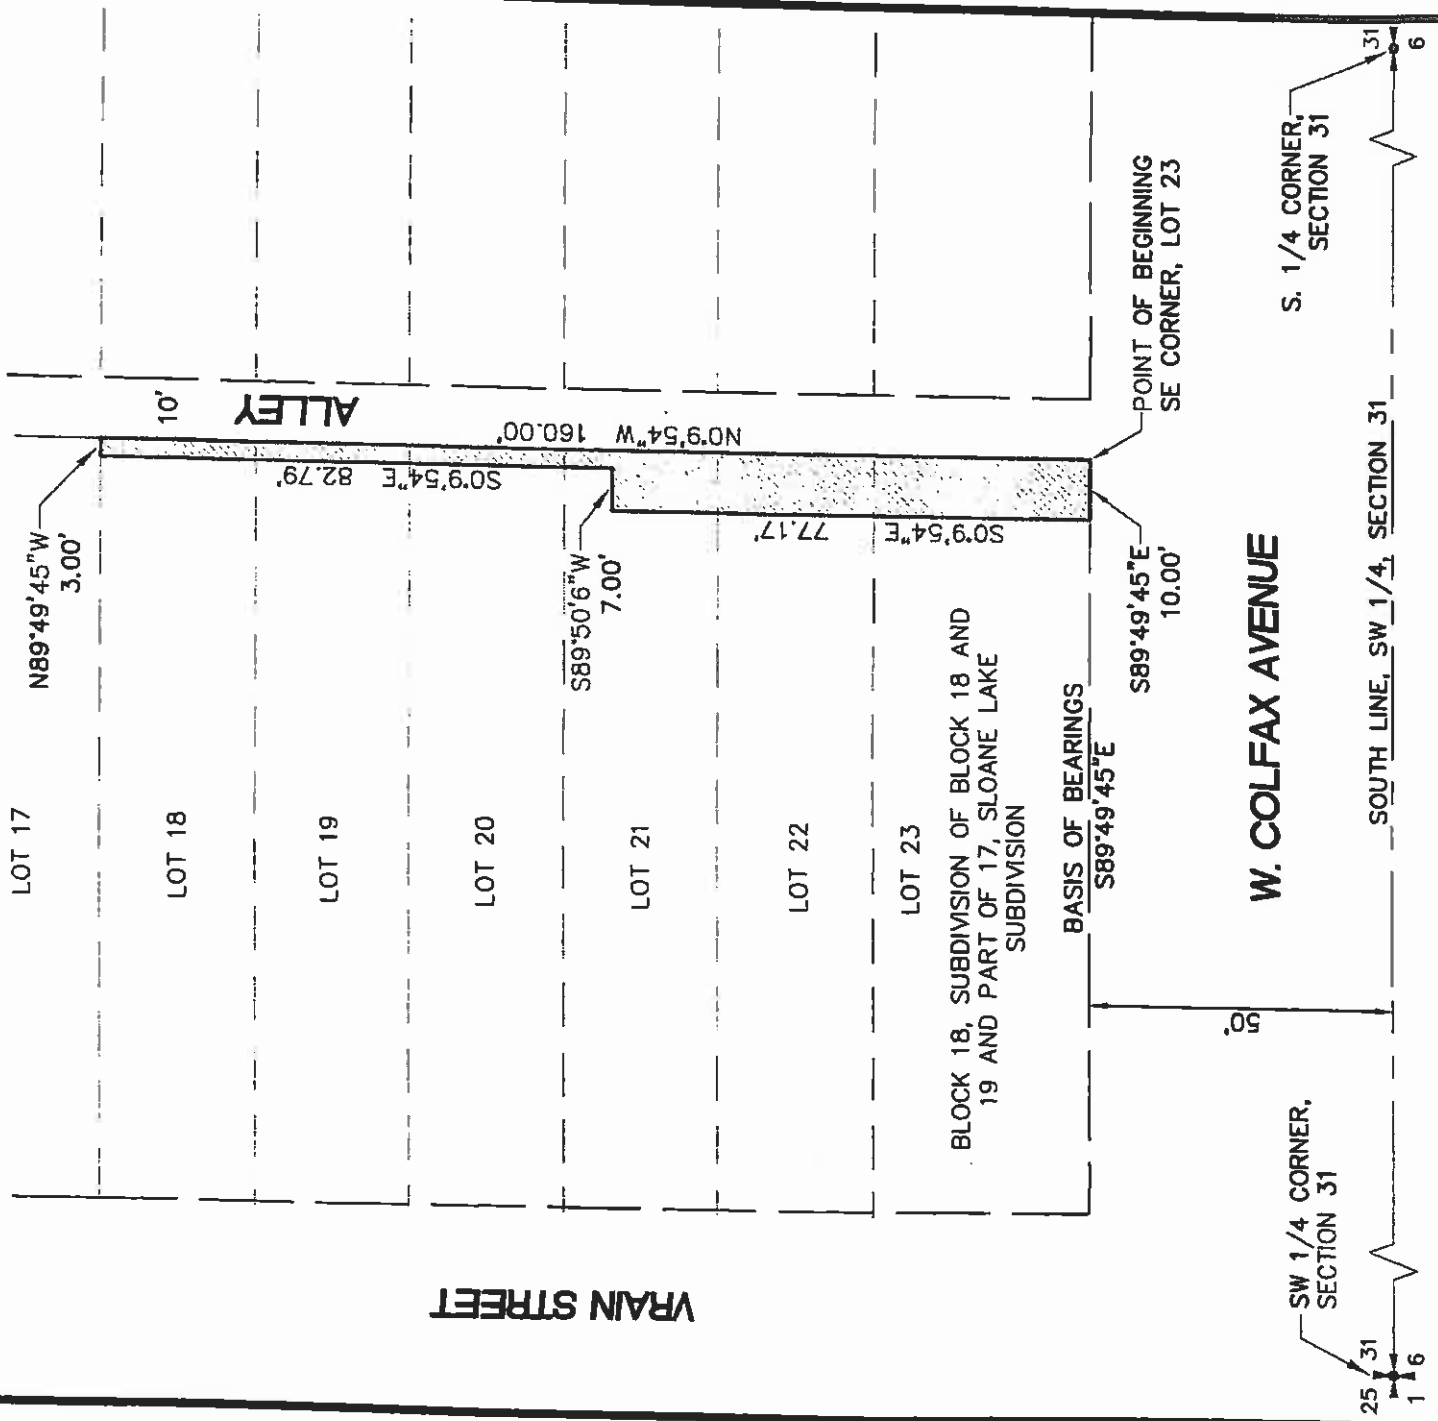 LOT 17
LOT 18
LOT 19
LOT 20
LOT 21
LOT 22
LOT 23
N89°49'45"W
3.00'
10'
ALLEY
N0°9'54"W 160.00'
S0°9'54"E 82.79'
S89°50'6"W
7.00'
77.17'
S0°9'54"E
POINT OF BEGINNING
SE CORNER, LOT 23
S89°49'45"E
10.00'
BLOCK 18, SUBDIVISION OF BLOCK 18 AND
19 AND PART OF 17, SLOANE LAKE
SUBDIVISION
BASIS OF BEARINGS
S89°49'45"E
W. COLFAX AVENUE
50'
VRAIN STREET
SOUTH LINE, SW 1/4, SECTION 31
S. 1/4 CORNER,
SECTION 31
31
6
SW 1/4 CORNER,
SECTION 31
25 31
1 6